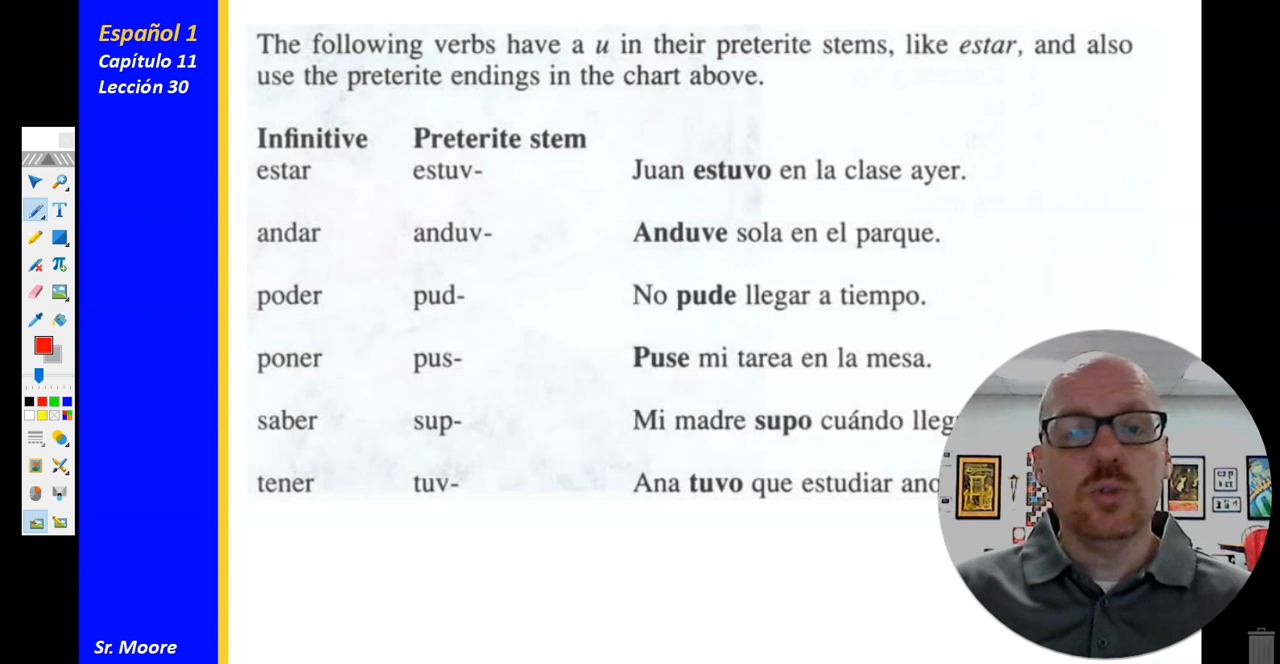 Español 1
Capítulo 11
Lección 30
The following verbs have a u in their preterite stems, like estar, and also
use the preterite endings in the chart above.
Infinitive Preterite stem
estar estuv- Juan estuvo en la clase ayer.
andar anduv- Anduve sola en el parque.
poder pud- No pude llegar a tiempo.
poner pus- Puse mi tarea en la mesa.
saber sup- Mi madre supo cuándo
tener tuv- Ana tuvo que estudiar
Sr. Moore